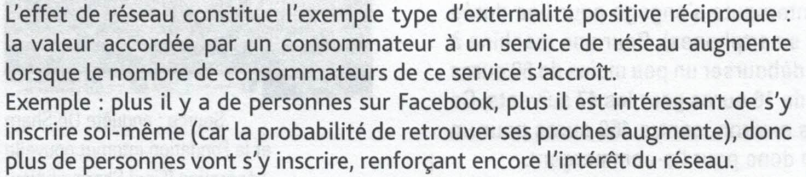 L'effet de réseau constitue l'exemple type d'externalité positive réciproque :
la valeur accordée par un consommateur à un service de réseau augmente
lorsque le nombre de consommateurs de ce service s'accroît.
Exemple : plus il y a de personnes sur Facebook, plus il est intéressant de s'y
inscrire soi-même (car la probabilité de retrouver ses proches augmente), donc
plus de personnes vont s'y inscrire, renforçant encore l'intérêt du réseau.